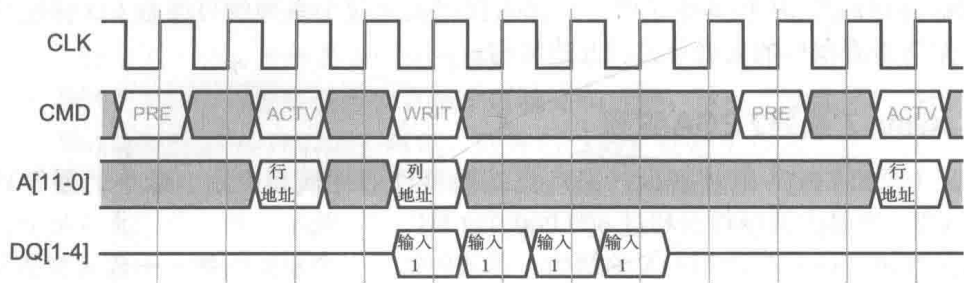 CLK
CMD PRE ACTV WRIT PRE ACTV
A[11-0] 行 地址 列 地址 行 地址
DQ[1-4] 输入 1 输入 1 输入 1 输入 1